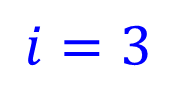 i = 3